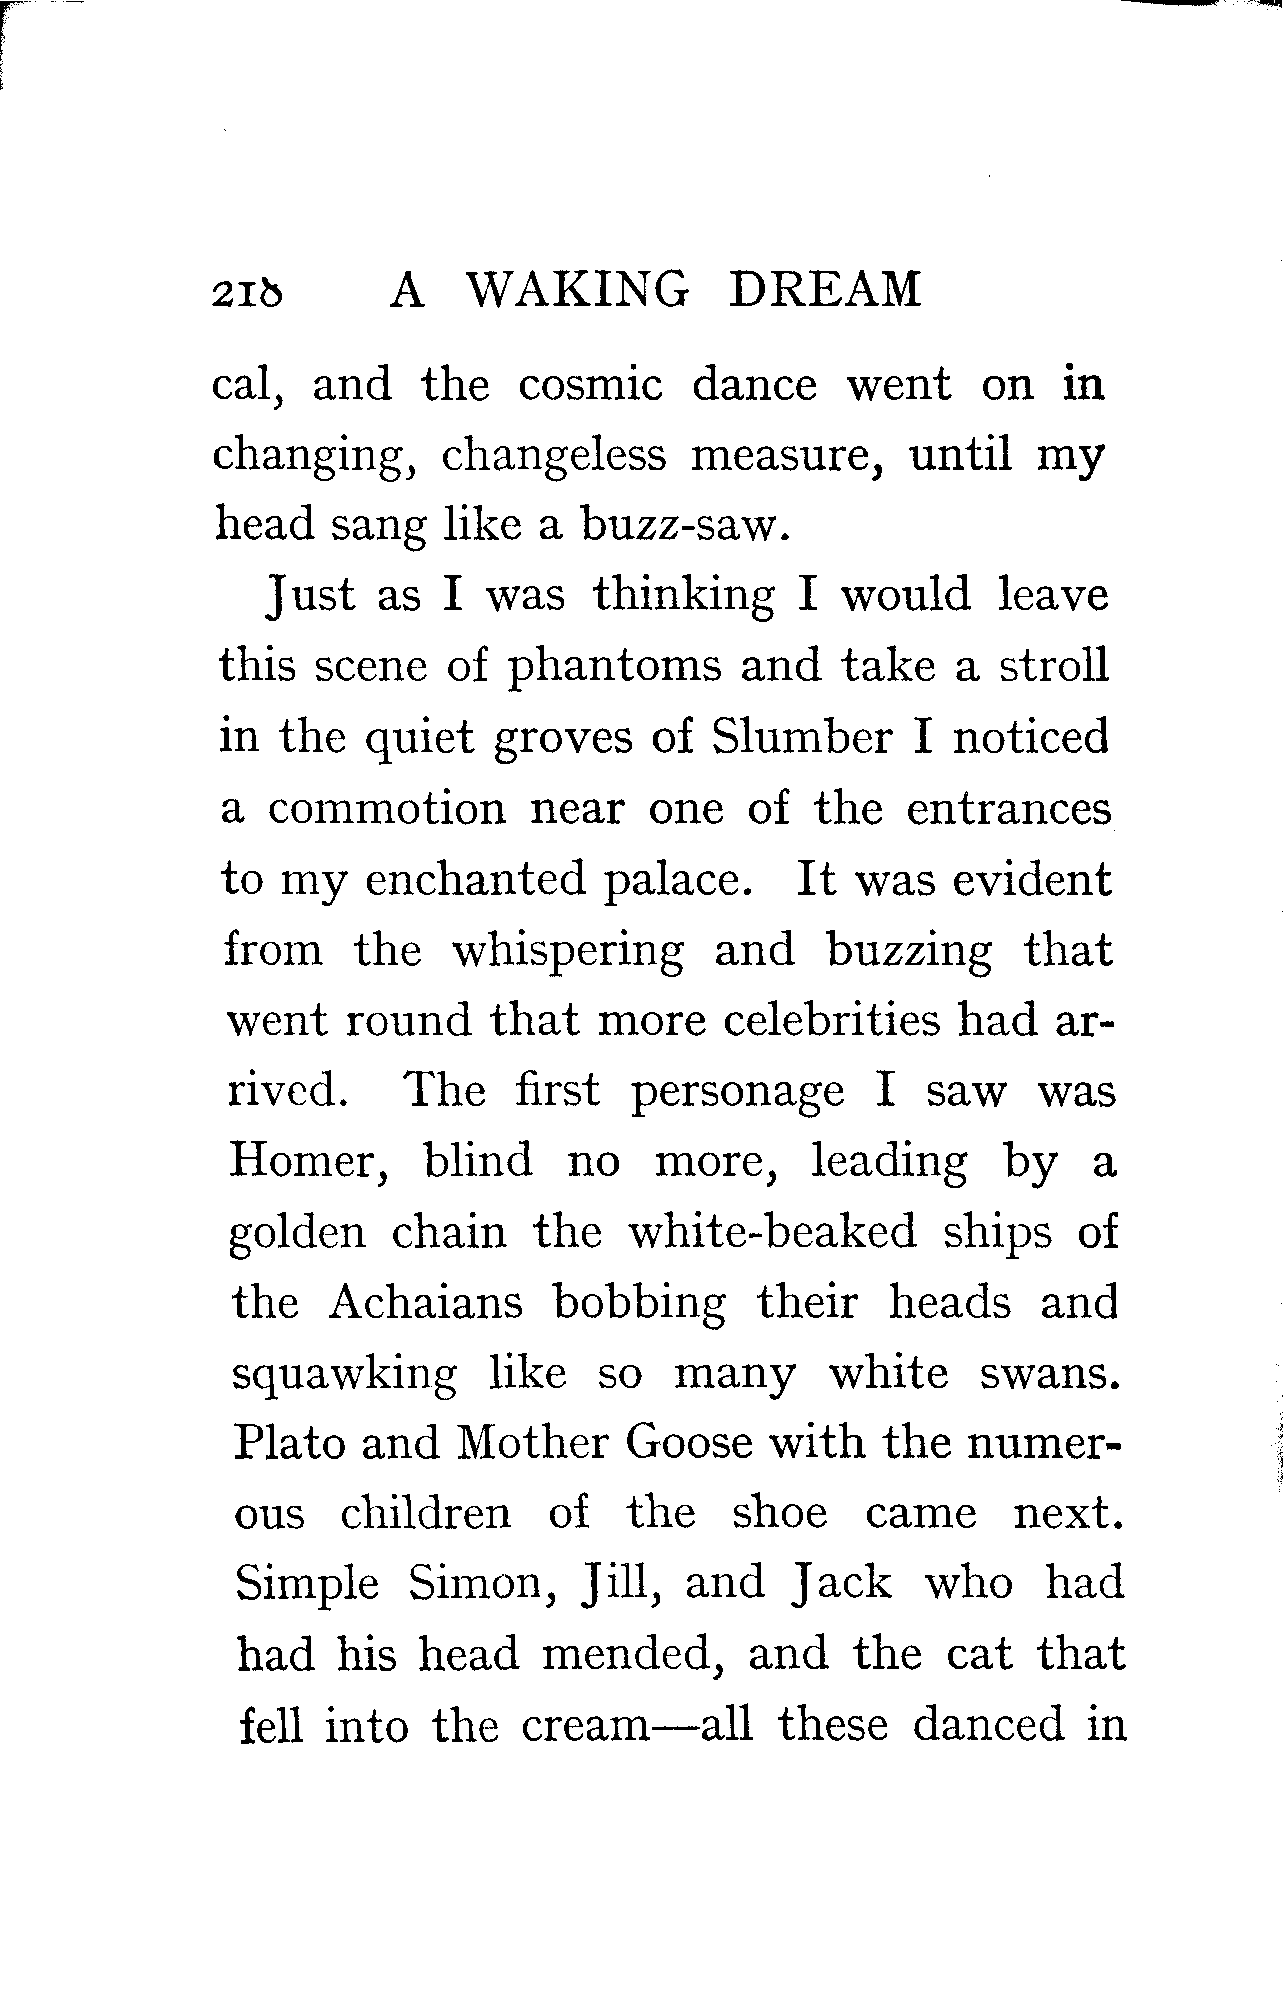 218 A WAKING DREAM
cal, and the cosmic dance went on in
changing, changeless measure, until my
head sang like a buzz-saw.
Just as I was thinking I would leave
this scene of phantoms and take a stroll
in the quiet groves of Slumber I noticed
a commotion near one of the entrances
to my enchanted palace. It was evident
from the whispering and buzzing that
went round that more celebrities had ar-
rived. The first personage I saw was
Homer, blind no more, leading by a
golden chain the white-beaked ships of
the Achaians bobbing their heads and
squawking like so many white swans.
Plato and Mother Goose with the numer-
ous children of the shoe came next.
Simple Simon, Jill, and Jack who had
had his head mended, and the cat that
fell into the cream—all these danced in